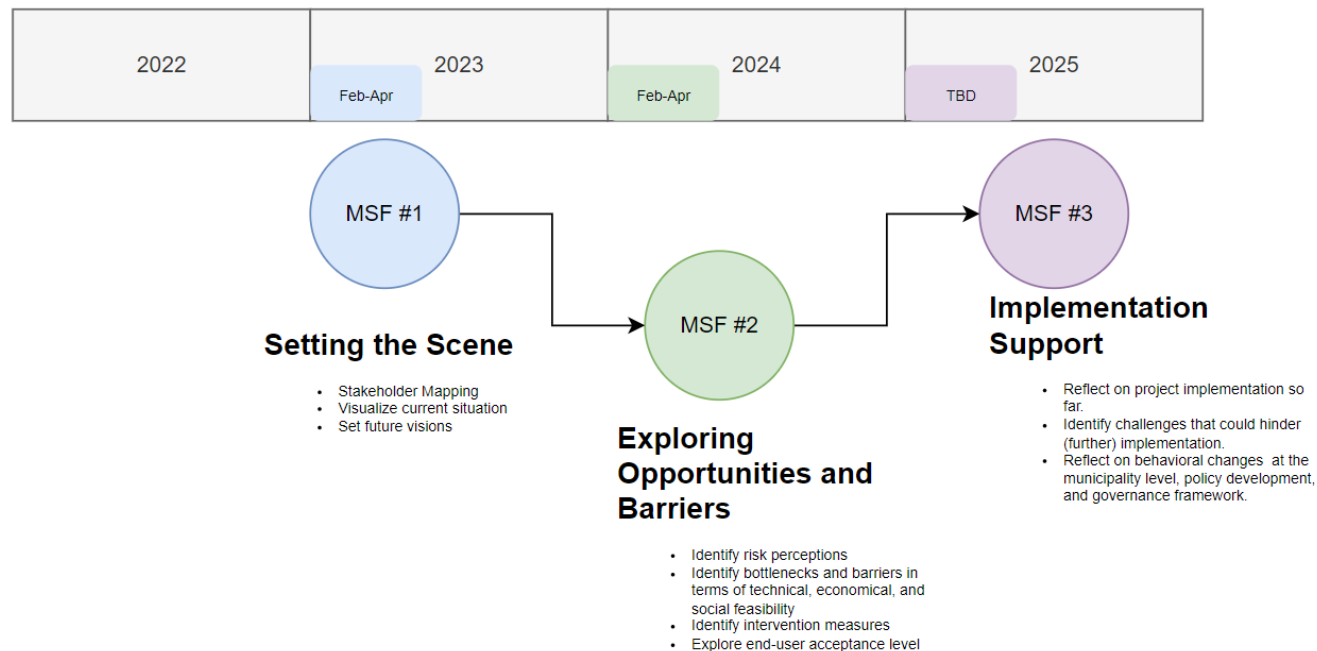 2022
2023
2024
2025
Feb-Apr
Feb-Apr
TBD
MSF #1
MSF #2
MSF #3
Setting the Scene
• Stakeholder Mapping
• Visualize current situation
• Set future visions
Exploring
Opportunities and
Barriers
• Identify risk perceptions
• Identify bottlenecks and barriers in
terms of technical, economical, and
social feasibility
• Identify intervention measures
• Explore end-user acceptance level
Implementation
Support
• Reflect on project implementation so
far.
• Identify challenges that could hinder
(further) implementation.
• Reflect on behavioral changes at the
municipality level, policy development,
and governance framework.